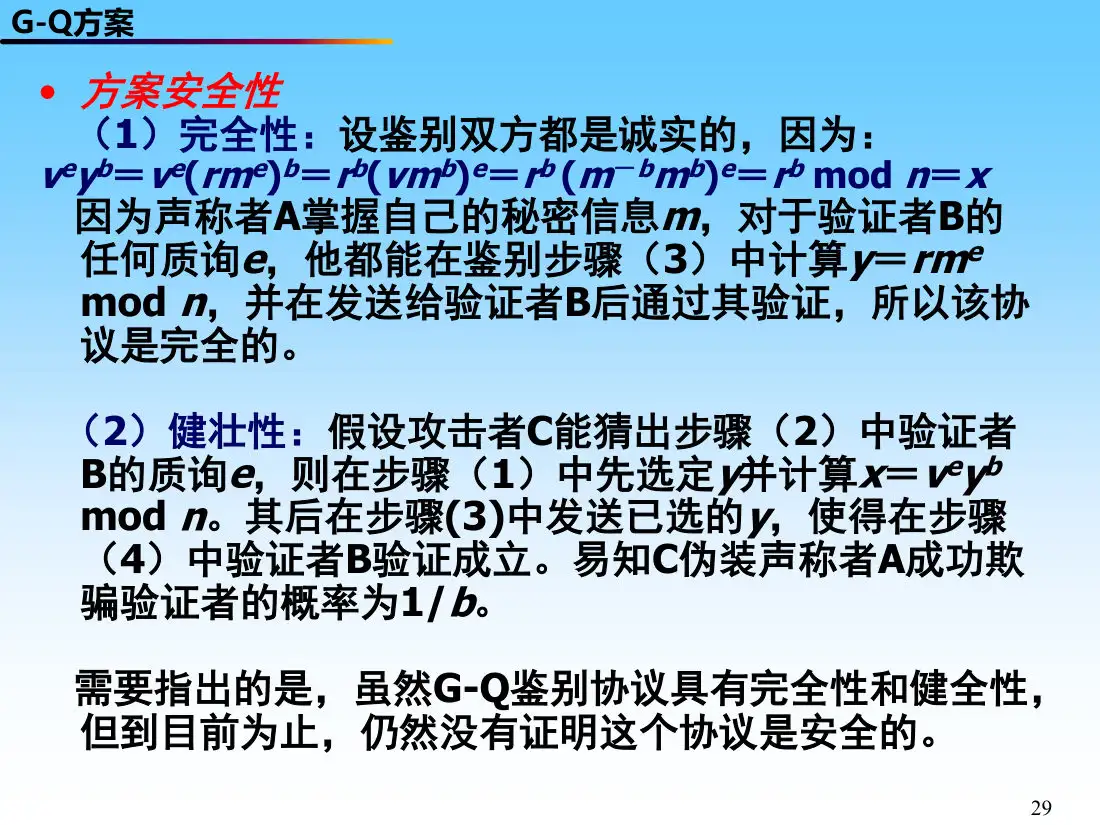 G-Q方案
• 方案安全性
（1）完全性：设鉴别双方都是诚实的，因为：
vᵉyᵇ＝vᵉ(rmᵉ)ᵇ＝rᵇ(vmᵇ)ᵉ＝rᵇ (m⁻ᵇmᵇ)ᵉ＝rᵇ mod n＝x
因为声称者A掌握自己的秘密信息m，对于验证者B的
任何质询e，他都能在鉴别步骤（3）中计算y＝rmᵉ
mod n，并在发送给验证者B后通过其验证，所以该协
议是完全的。
（2）健壮性：假设攻击者C能猜出步骤（2）中验证者
B的质询e，则在步骤（1）中先选定y并计算x＝vᵉyᵇ
mod n。其后在步骤(3)中发送已选的y，使得在步骤
（4）中验证者B验证成立。易知C伪装声称者A成功欺
骗验证者的概率为1/b。
需要指出的是，虽然G-Q鉴别协议具有完全性和健全性，
但到目前为止，仍然没有证明这个协议是安全的。
29